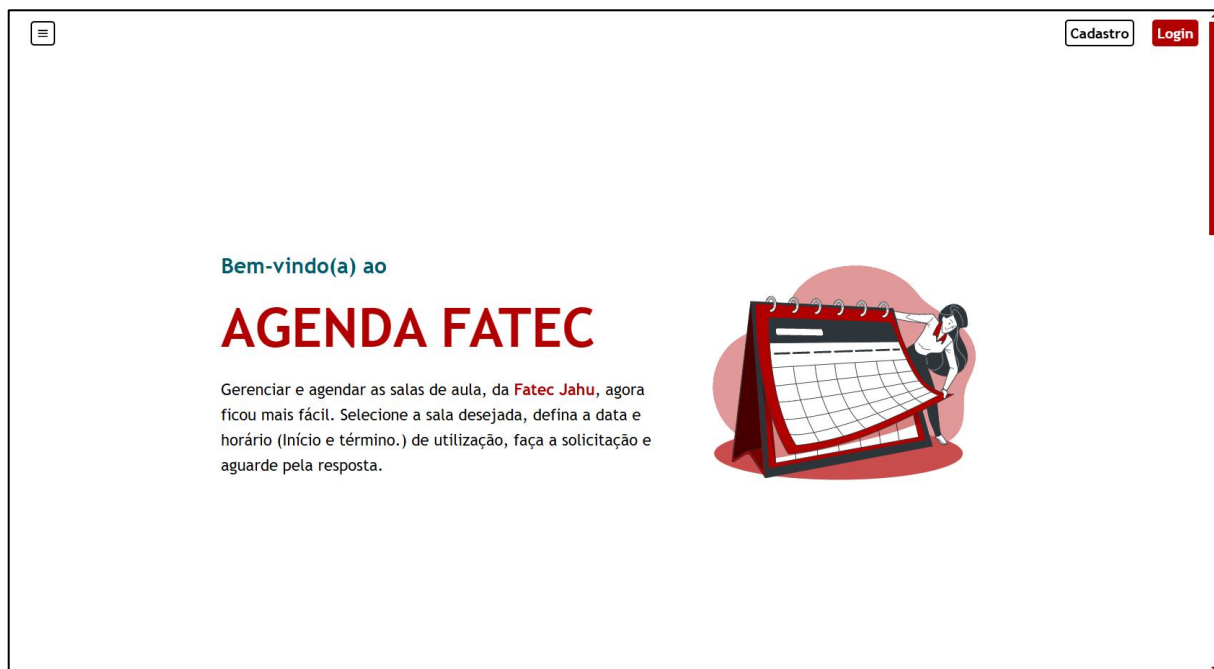 Cadastro
Login
Bem-vindo(a) ao
AGENDA FATEC
Gerenciar e agendar as salas de aula, da Fatec Jahu, agora
ficou mais fácil. Selecione a sala desejada, defina a data e
horário (Início e término.) de utilização, faça a solicitação e
aguarde pela resposta.